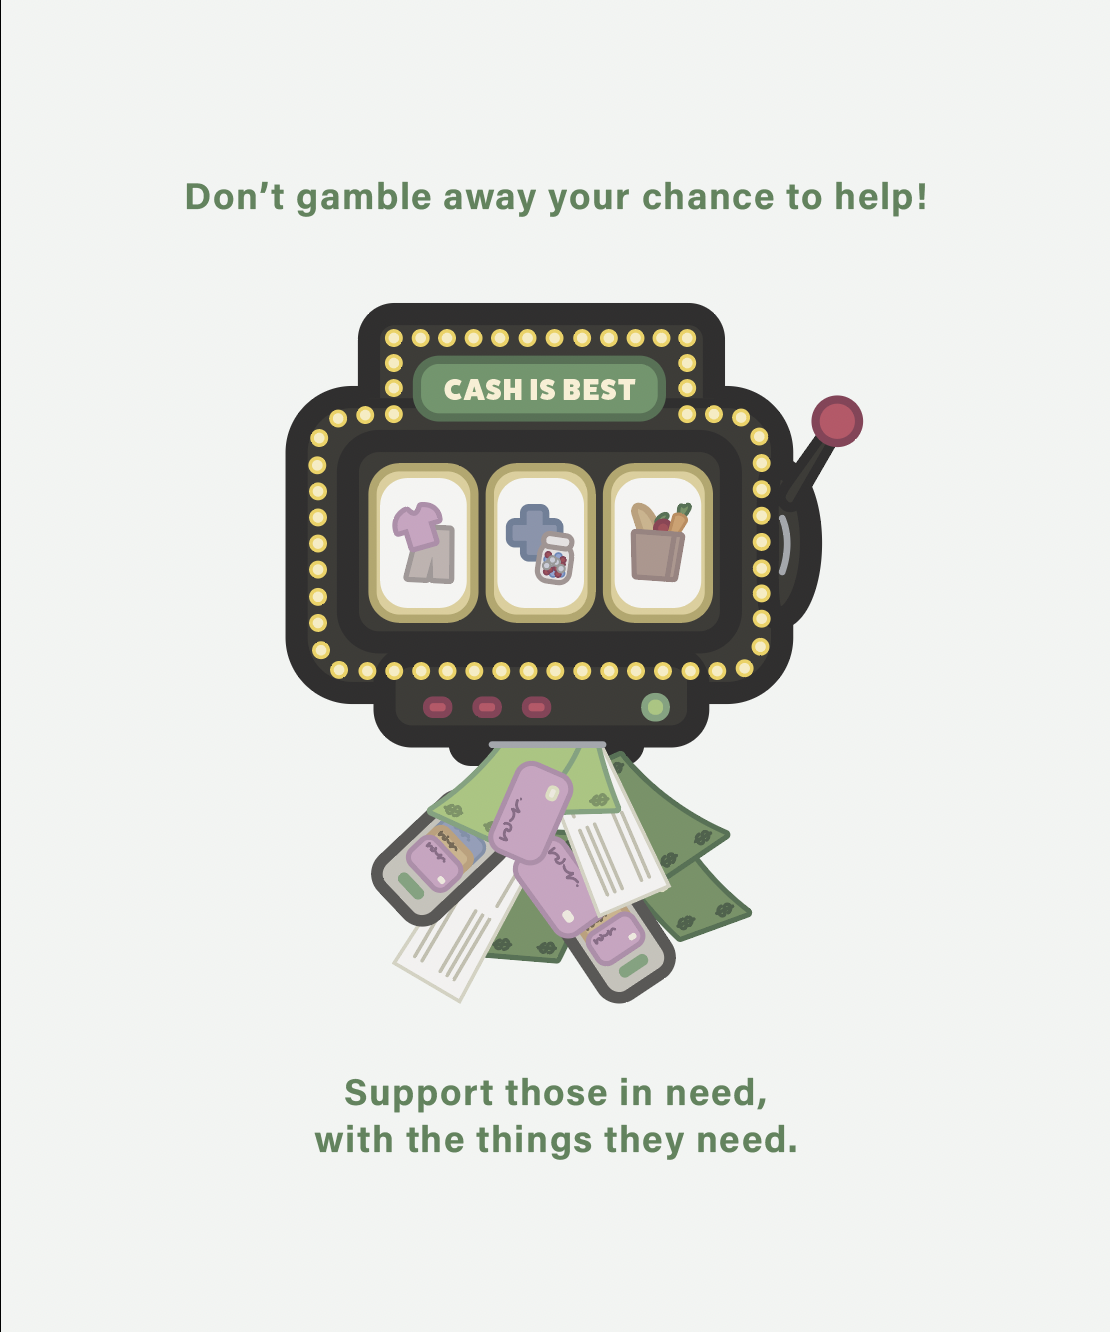 Don’t gamble away your chance to help!
CASH IS BEST
Support those in need,
with the things they need.